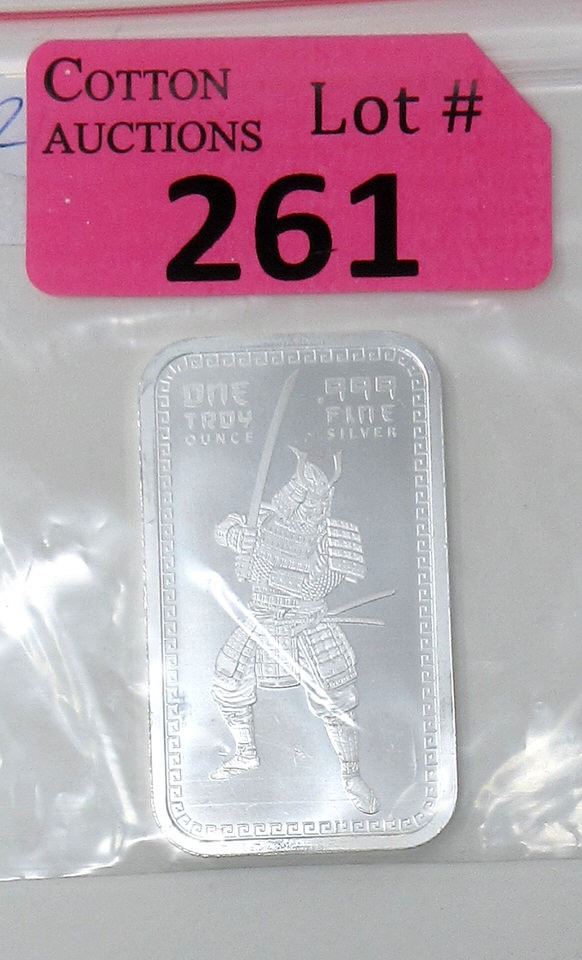 COTTON
AUCTIONS
Lot #
261
ONE
TROY
OUNCE
.999
FINE
SILVER